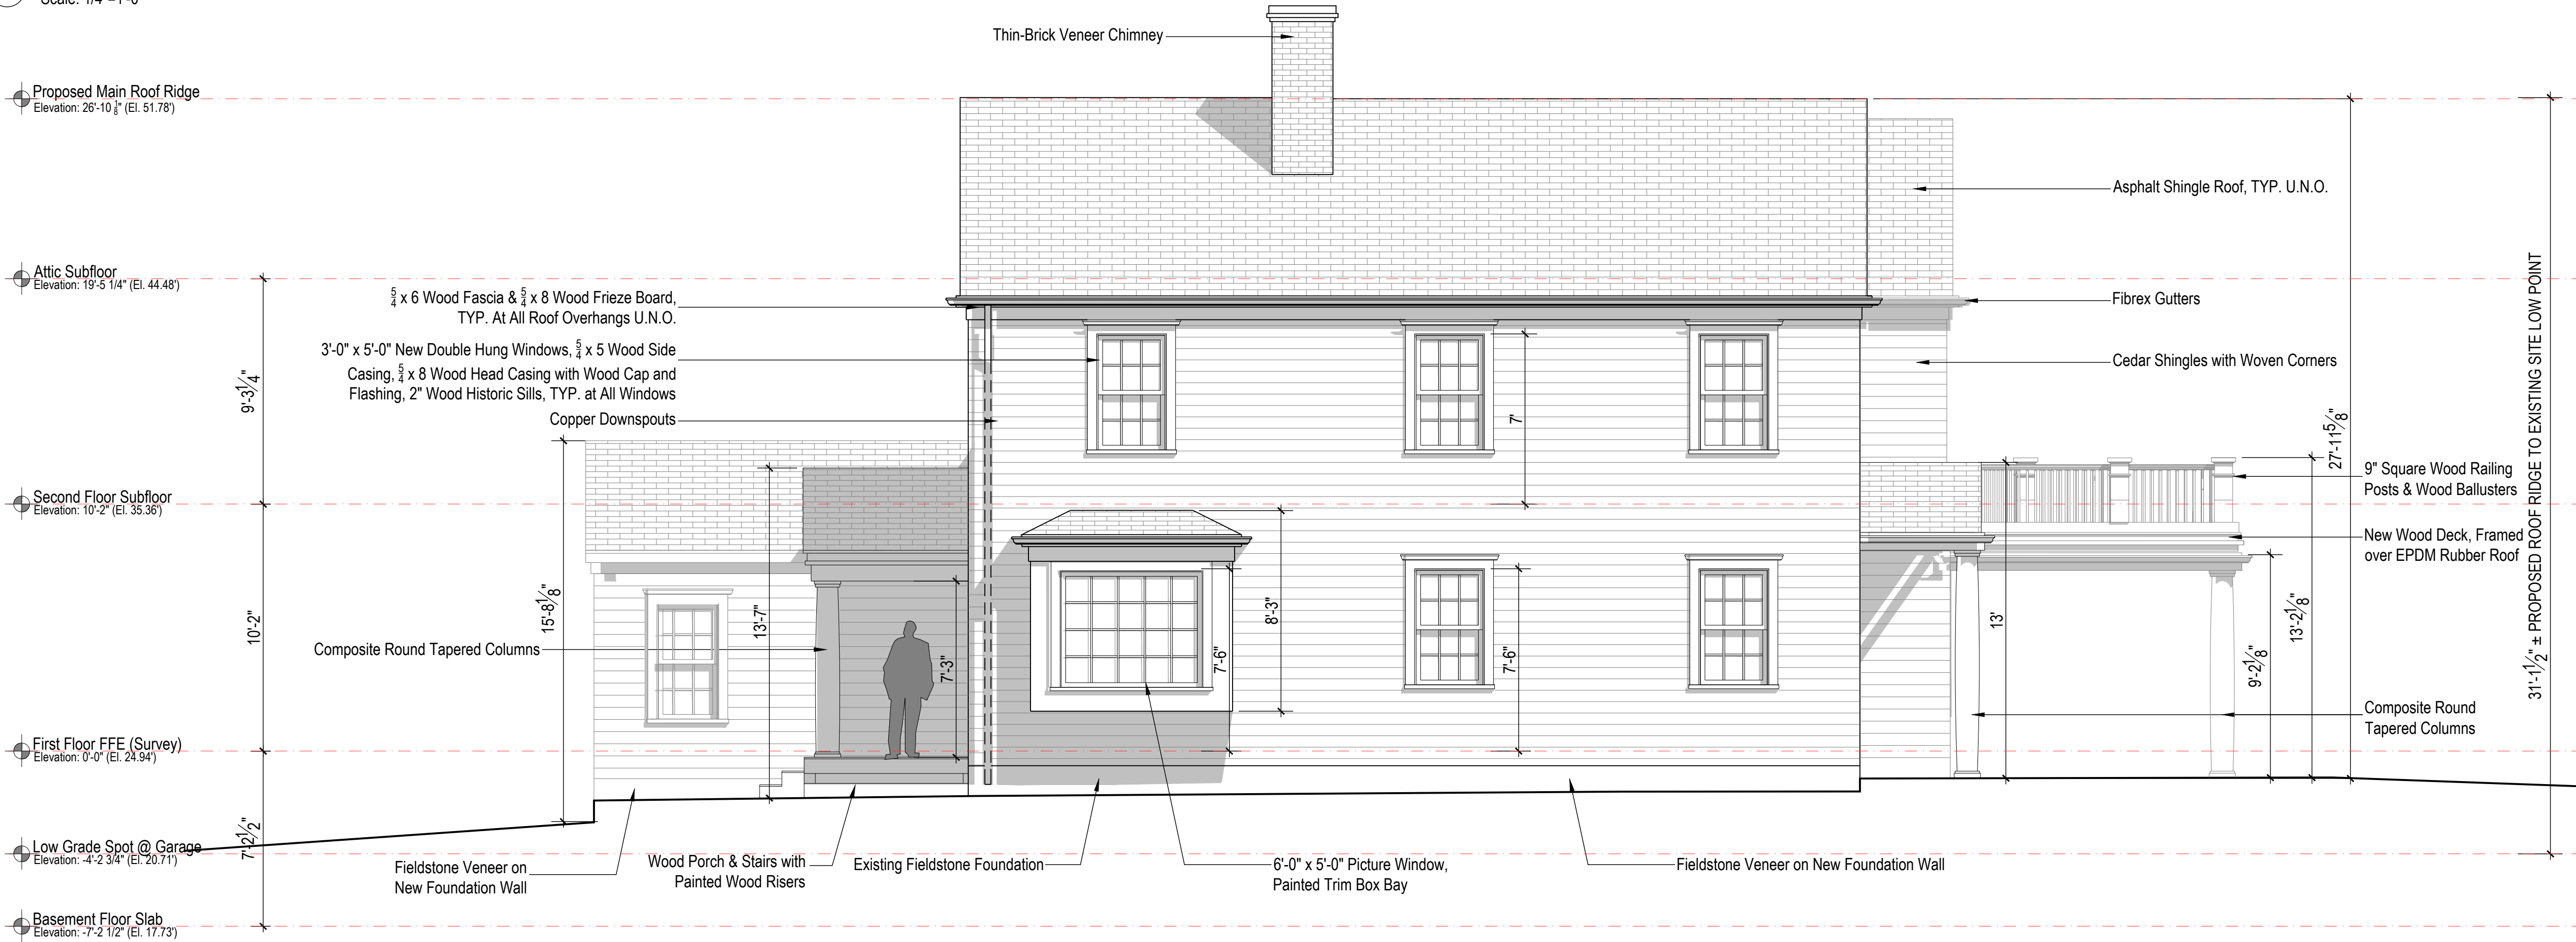 Scale: 1/4"=1'-0"
Thin-Brick Veneer Chimney
Proposed Main Roof Ridge
Elevation: 26'-10 1/8" (El. 51.78')
Asphalt Shingle Roof, TYP. U.N.O.
Attic Subfloor
Elevation: 19'-5 1/4" (El. 44.48')
5/4 x 6 Wood Fascia & 5/4 x 8 Wood Frieze Board,
TYP. At All Roof Overhangs U.N.O.
Fibrex Gutters
3'-0" x 5'-0" New Double Hung Windows, 5/4 x 5 Wood Side
Casing, 5/4 x 8 Wood Head Casing with Wood Cap and
Flashing, 2" Wood Historic Sills, TYP. at All Windows
Cedar Shingles with Woven Corners
9'-3 1/4"
Copper Downspouts
7'
27'-11 5/8"
31'-1 1/2" ± PROPOSED ROOF RIDGE TO EXISTING SITE LOW POINT
9" Square Wood Railing
Posts & Wood Ballusters
Second Floor Subfloor
Elevation: 10'-2" (El. 35.36')
New Wood Deck, Framed
over EPDM Rubber Roof
10'-2"
15'-8 1/8"
13'-7"
8'-3"
13'
13'-2 1/8"
9'-2 1/8"
Composite Round Tapered Columns
7'-3"
7'-6"
7'-6"
Composite Round
Tapered Columns
First Floor FFE (Survey)
Elevation: 0'-0" (El. 24.94')
7'-2 1/2"
Low Grade Spot @ Garage
Elevation: -4'-2 3/4" (El. 20.71')
Fieldstone Veneer on
New Foundation Wall
Wood Porch & Stairs with
Painted Wood Risers
Existing Fieldstone Foundation
6'-0" x 5'-0" Picture Window,
Painted Trim Box Bay
Fieldstone Veneer on New Foundation Wall
Basement Floor Slab
Elevation: -7'-2 1/2" (El. 17.73')